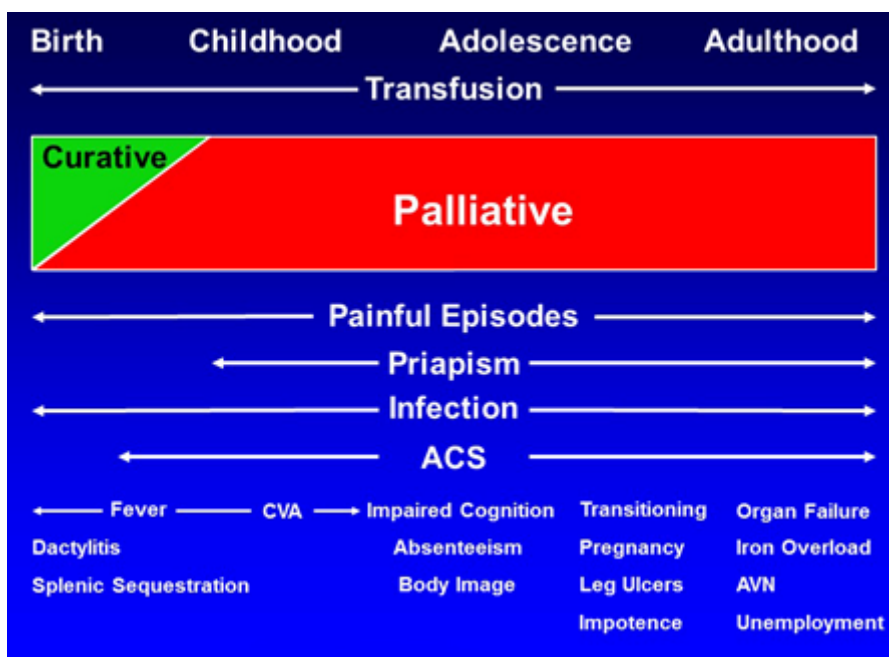 Birth Childhood Adolescence Adulthood
Transfusion
Curative
Palliative
Painful Episodes
Priapism
Infection
ACS
Fever CVA Impaired Cognition Transitioning Organ Failure
Dactylitis Absenteeism Pregnancy Iron Overload
Splenic Sequestration Body Image Leg Ulcers AVN
Impotence Unemployment